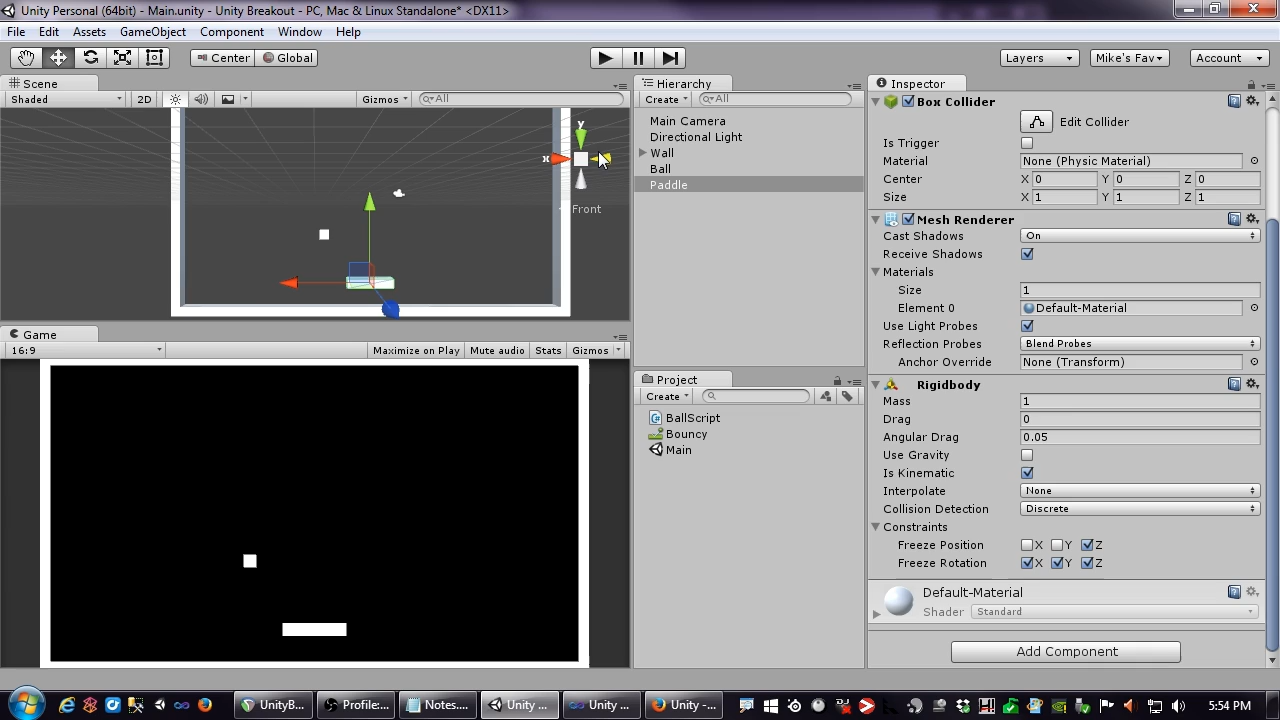 Unity Personal (64bit) - Main.unity - Unity Breakout - PC, Mac & Linux Standalone* <DX11>
File Edit Assets GameObject Component Window Help
Center Global Layers Mike's Fav Account
Scene
Shaded 2D Gizmos All
y
x
Front
Game
16:9 Maximize on Play Mute audio Stats Gizmos
Hierarchy
Create All
Main Camera
Directional Light
Wall
Ball
Paddle
Project
Create
BallScript
Bouncy
Main
Inspector
Box Collider
Edit Collider
Is Trigger
Material None (Physic Material)
Center X 0 Y 0 Z 0
Size X 1 Y 1 Z 1
Mesh Renderer
Cast Shadows On
Receive Shadows
Materials
Size 1
Element 0 Default-Material
Use Light Probes
Reflection Probes Blend Probes
Anchor Override None (Transform)
Rigidbody
Mass 1
Drag 0
Angular Drag 0.05
Use Gravity
Is Kinematic
Interpolate None
Collision Detection Discrete
Constraints
Freeze Position X Y Z
Freeze Rotation X Y Z
Default-Material
Shader Standard
Add Component
UnityB... Profile:... Notes.... Unity ... Unity ... Unity -... 5:54 PM